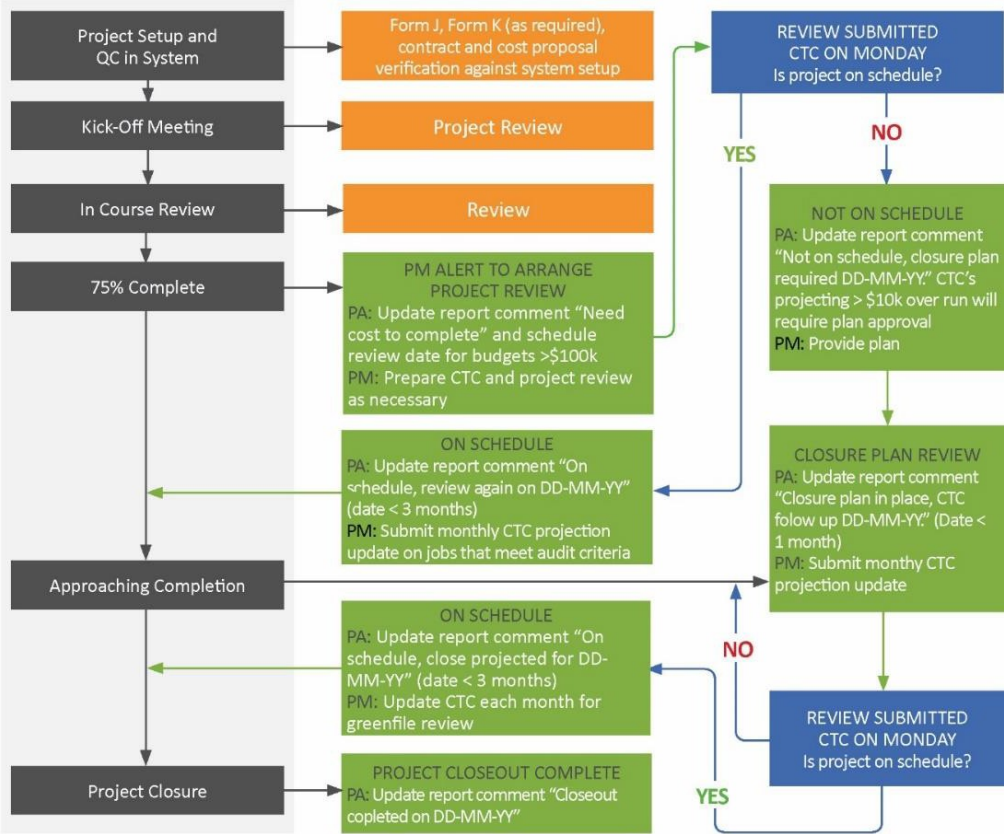 Project Setup and
QC in System
Form J, Form K (as required),
contract and cost proposal
verification against system setup
REVIEW SUBMITTED
CTC ON MONDAY
Is project on schedule?
Kick-Off Meeting
Project Review
YES
NO
In Course Review
Review
NOT ON SCHEDULE
PA: Update report comment
“Not on schedule, closure plan
required DD-MM-YY.” CTC’s
projecting > $10k over run will
require plan approval
PM: Provide plan
75% Complete
PM ALERT TO ARRANGE
PROJECT REVIEW
PA: Update report comment “Need
cost to complete” and schedule
review date for budgets >$100k
PM: Prepare CTC and project review
as necessary
ON SCHEDULE
PA: Update report comment “On
schedule, review again on DD-MM-YY”
(date < 3 months)
PM: Submit monthly CTC projection
update on jobs that meet audit criteria
CLOSURE PLAN REVIEW
PA: Update report comment
“Closure plan in place, CTC
folow up DD-MM-YY.” (Date <
1 month)
PM: Submit monthy CTC
projection update
Approaching Completion
ON SCHEDULE
PA: Update report comment “On
schedule, close projected for DD-
MM-YY” (date < 3 months)
PM: Update CTC each month for
greenfile review
NO
REVIEW SUBMITTED
CTC ON MONDAY
Is project on schedule?
YES
Project Closure
PROJECT CLOSEOUT COMPLETE
PA: Update report comment “Closeout
copleted on DD-MM-YY”